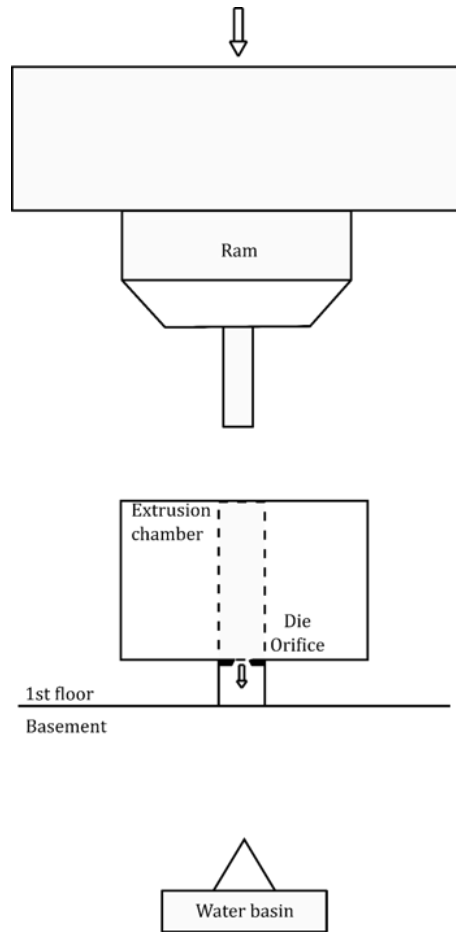 Ram
Extrusion
chamber
Die
Orifice
1st floor
Basement
Water basin